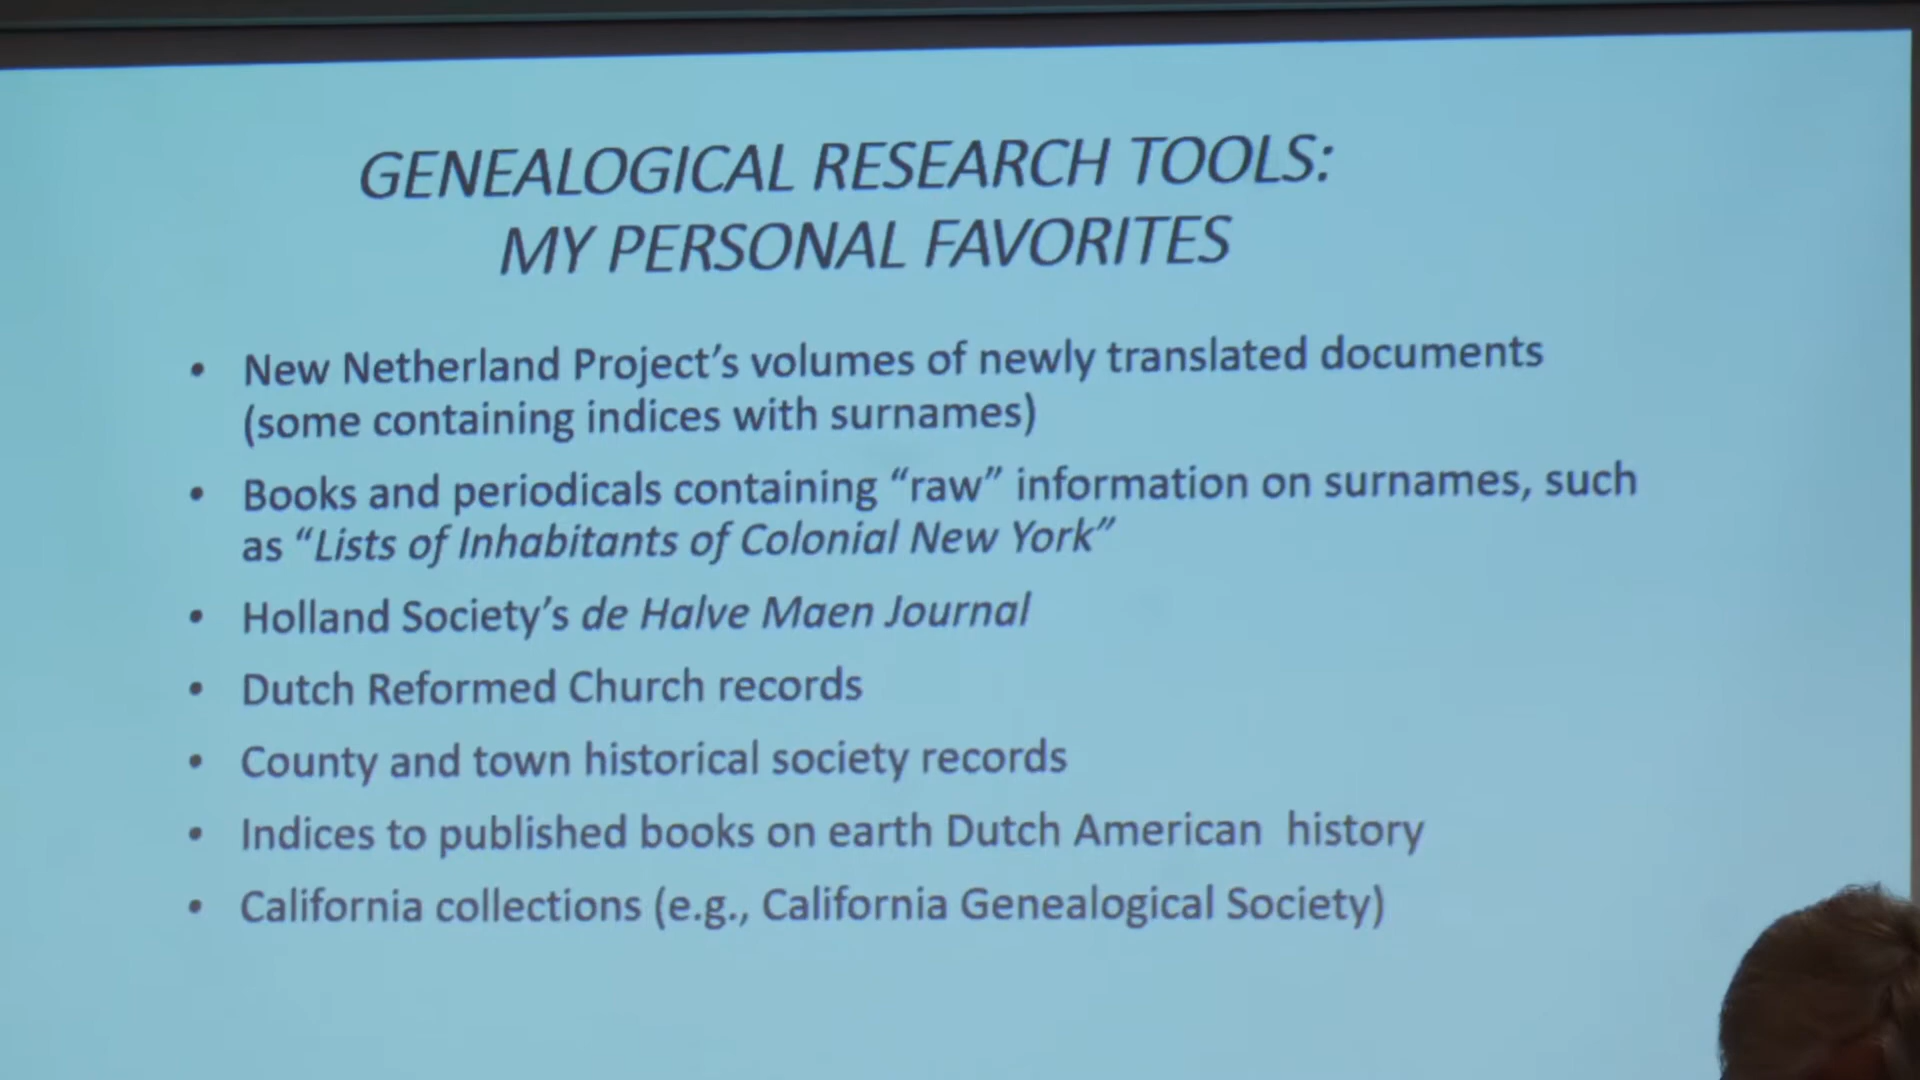 GENEALOGICAL RESEARCH TOOLS:
MY PERSONAL FAVORITES
• New Netherland Project’s volumes of newly translated documents
(some containing indices with surnames)
• Books and periodicals containing “raw” information on surnames, such
as “Lists of Inhabitants of Colonial New York”
• Holland Society’s de Halve Maen Journal
• Dutch Reformed Church records
• County and town historical society records
• Indices to published books on earth Dutch American  history
• California collections (e.g., California Genealogical Society)